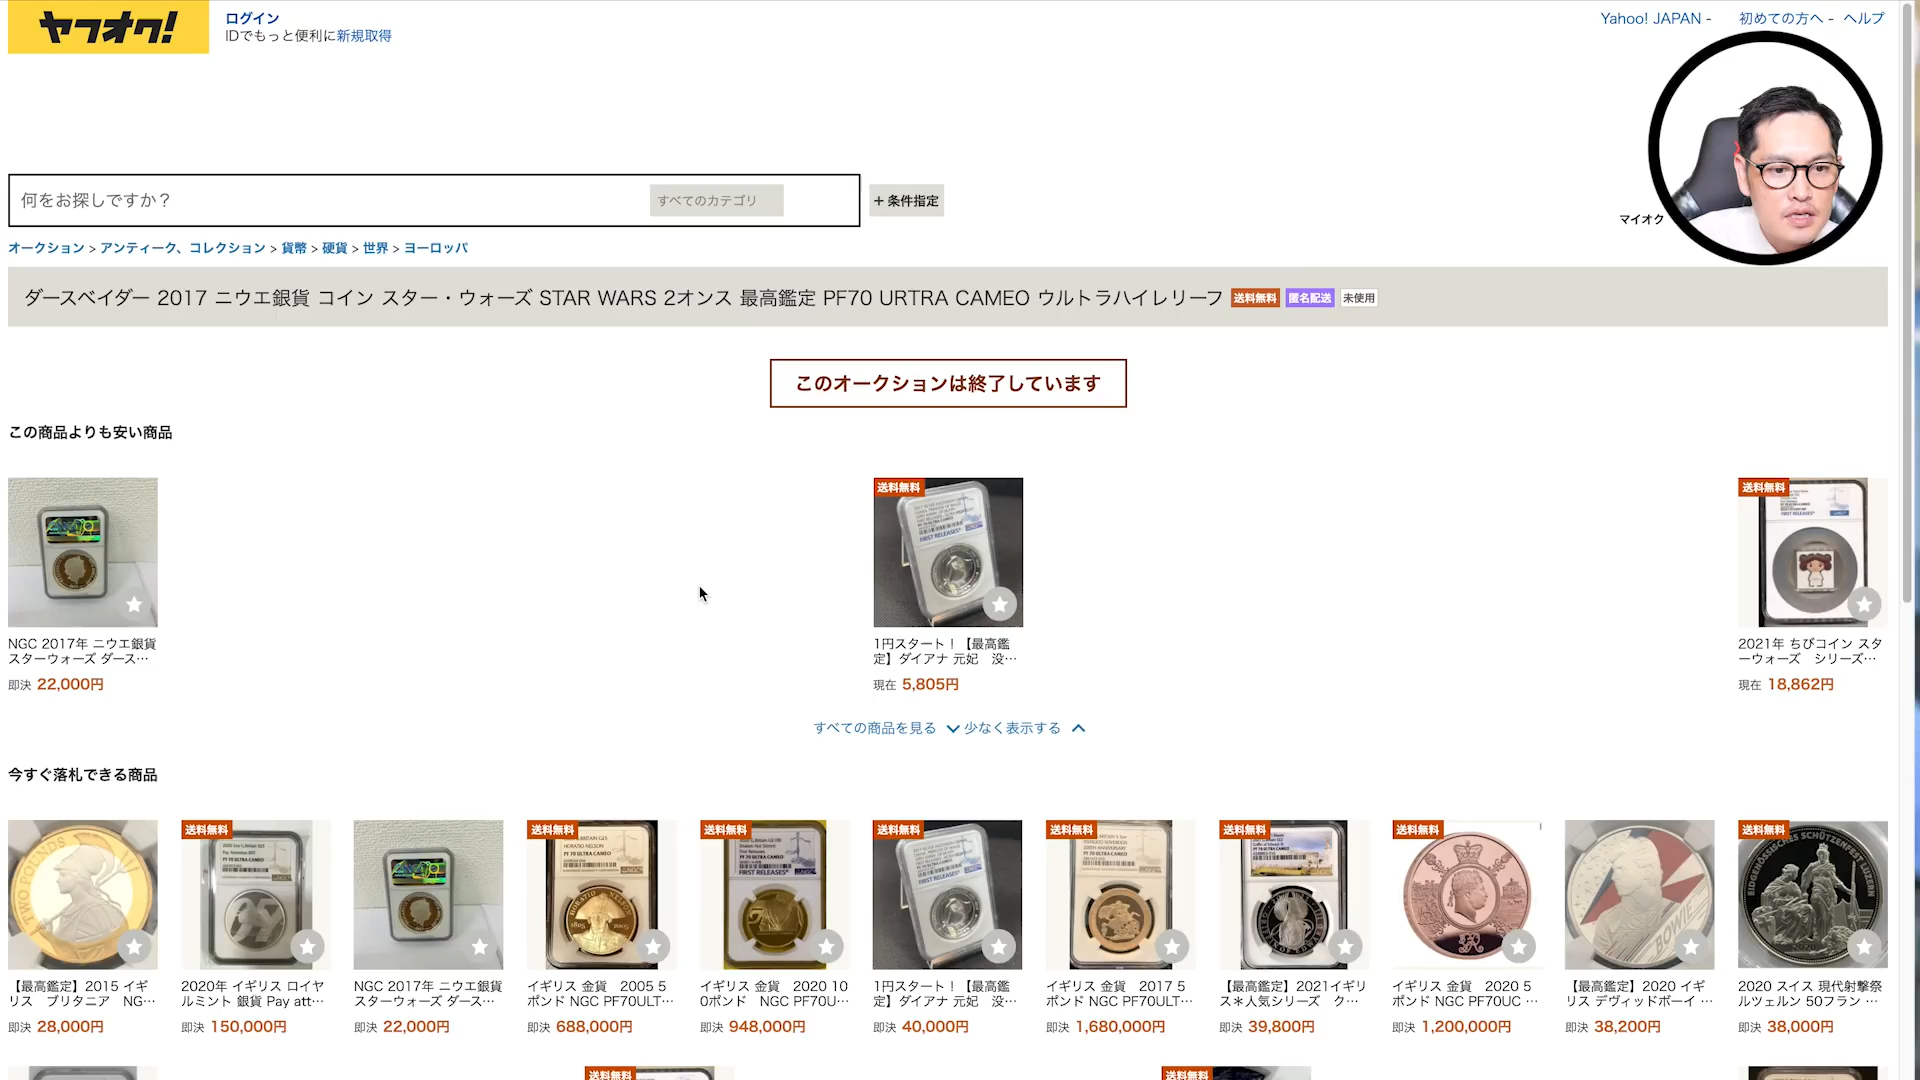 ヤフオク!
ログイン
IDでもっと便利に新規取得
Yahoo! JAPAN - 初めての方へ - ヘルプ
何をお探しですか？
すべてのカテゴリ
+ 条件指定
マイオク
オークション > アンティーク、コレクション > 貨幣 > 硬貨 > 世界 > ヨーロッパ
ダースベイダー 2017 ニウエ銀貨 コイン スター・ウォーズ STAR WARS 2オンス 最高鑑定 PF70 URTRA CAMEO ウルトラハイレリーフ 送料無料 匿名配送 未使用
このオークションは終了しています
この商品よりも安い商品
送料無料
送料無料
NGC 2017年 ニウエ銀貨
スターウォーズ ダース…
即決 22,000円
1円スタート！【最高鑑
定】ダイアナ 元妃　没…
現在 5,805円
2021年 ちびコイン スタ
ーウォーズ　シリーズ…
現在 18,862円
すべての商品を見る 少なく表示する
今すぐ落札できる商品
送料無料
送料無料
送料無料
送料無料
送料無料
送料無料
送料無料
送料無料
【最高鑑定】2015 イギ
リス　ブリタニア　NG…
即決 28,000円
2020年 イギリス ロイヤ
ルミント 銀貨 Pay att…
即決 150,000円
NGC 2017年 ニウエ銀貨
スターウォーズ ダース…
即決 22,000円
イギリス 金貨　2005 5
ポンド NGC PF70ULT…
即決 688,000円
イギリス 金貨　2020 10
0ポンド　NGC PF70U…
即決 948,000円
1円スタート！【最高鑑
定】ダイアナ 元妃　没…
即決 40,000円
イギリス 金貨　2017 5
ポンド NGC PF70ULT…
即決 1,680,000円
【最高鑑定】2021イギリ
ス＊人気シリーズ　ク…
即決 39,800円
イギリス 金貨　2020 5
ポンド NGC PF70UC …
即決 1,200,000円
【最高鑑定】2020 イギ
リス デヴィッドボーイ …
即決 38,200円
2020 スイス 現代射撃祭
ルツェルン 50フラン …
即決 38,000円
送料無料
送料無料